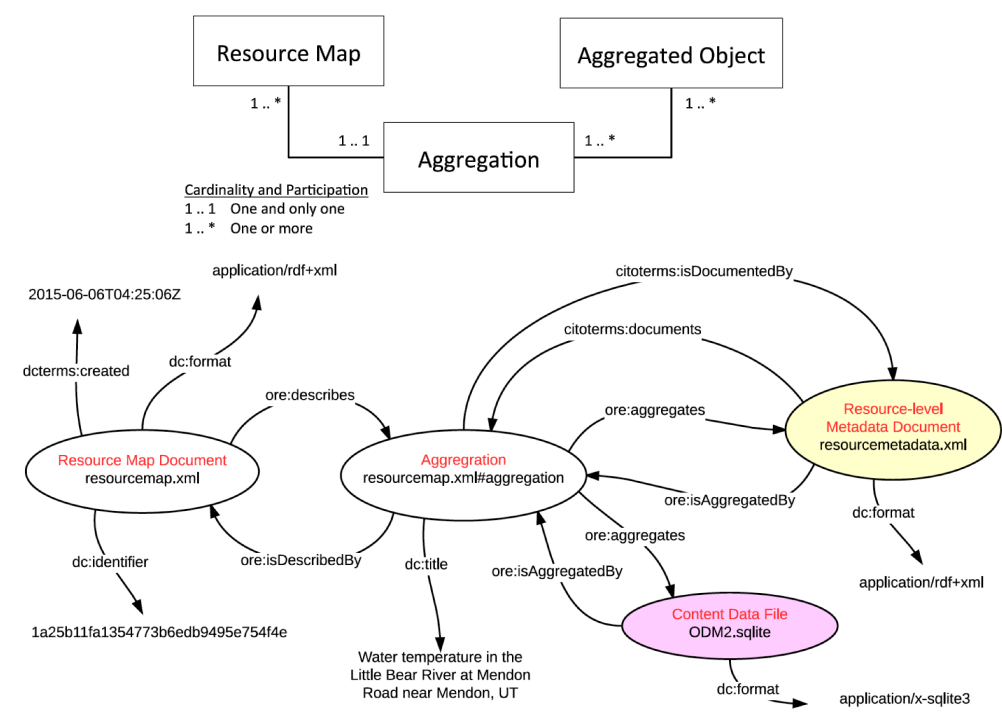 Resource Map
Aggregated Object
1 .. *
1 .. *
1 .. 1
1 .. *
Aggregation
Cardinality and Participation
1 .. 1 One and only one
1 .. * One or more
application/rdf+xml
citoterms:isDocumentedBy
2015-06-06T04:25:06Z
citoterms:documents
dc:format
dcterms:created
ore:describes
ore:aggregates
Resource-level
Metadata Document
resourcemetadata.xml
Resource Map Document
resourcemap.xml
Aggregration
resourcemap.xml#aggregation
ore:isAggregatedBy
dc:format
ore:aggregates
dc:identifier
ore:isDescribedBy
dc:title
ore:isAggregatedBy
application/rdf+xml
Content Data File
ODM2.sqlite
1a25b11fa1354773b6edb9495e754f4e
Water temperature in the
Little Bear River at Mendon
Road near Mendon, UT
dc:format
application/x-sqlite3